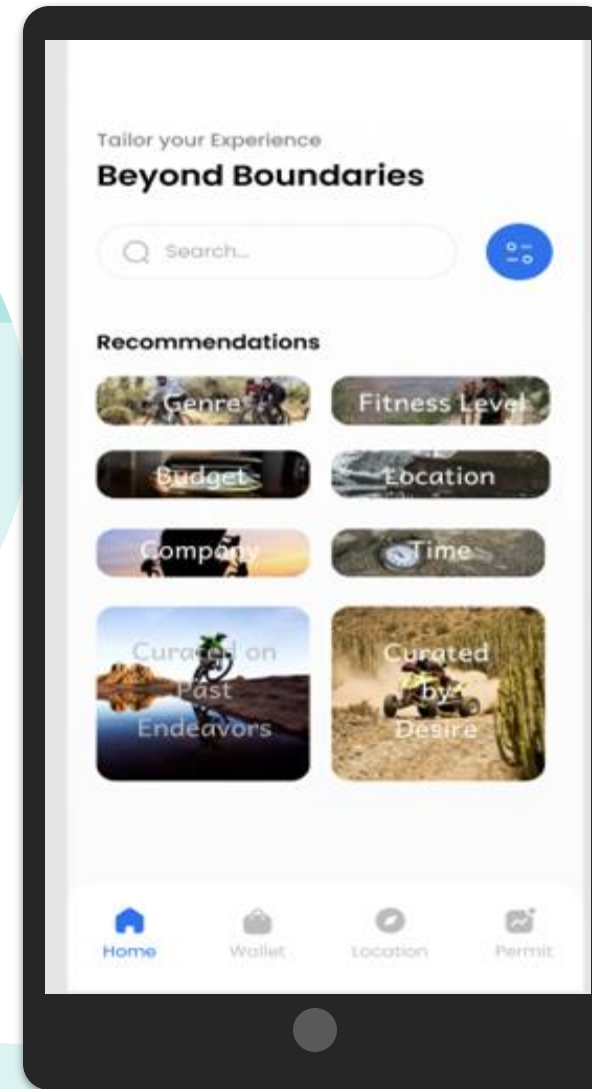 Tailor your Experience
Beyond Boundaries
Search...
Recommendations
Genre
Fitness Level
Budget
Location
Company
Time
Curated on
Past
Endeavors
Curated
by
Desire
Home
Wallet
Location
Permit